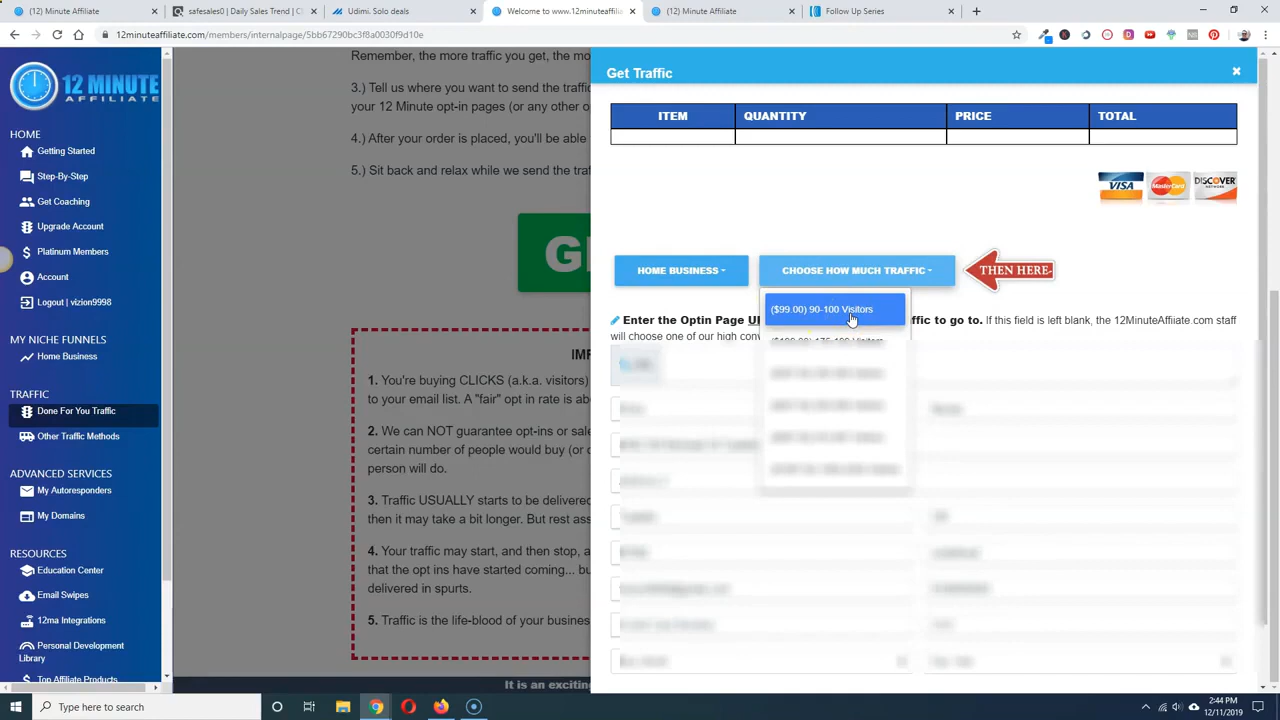 (12) Minute Affiliate
safesales0 | Daily Sales Trend | C
Udimi. Solo deals
Welcome to www.12minuteaffiliat
(12) Minute Affiliate
Follow Up Series
12minuteaffiliate.com/members/internalpage/5bb67290bc3f8a0030f9d10e
12 MINUTE
AFFILIATE
HOME
Getting Started
Step-By-Step
Get Coaching
Upgrade Account
Platinum Members
Account
Logout | vizion9998
MY NICHE FUNNELS
Home Business
TRAFFIC
Done For You Traffic
Other Traffic Methods
ADVANCED SERVICES
My Autoresponders
My Domains
RESOURCES
Education Center
Email Swipes
12ma Integrations
Personal Development
Library
Top Affiliate Products
Remember, the more traffic you get, the mo
3.) Tell us where you want to send the traffi
your 12 Minute opt-in pages (or any other o
4.) After your order is placed, you'll be able
5.) Sit back and relax while we send the traf
G
IMP
1. You're buying CLICKS (a.k.a. visitors)
to your email list. A "fair" opt in rate is abo
2. We can NOT guarantee opt-ins or sale
certain number of people would buy (or o
person will do.
3. Traffic USUALLY starts to be delivered
then it may take a bit longer. But rest ass
4. Your traffic may start, and then stop, a
that the opt ins have started coming... bu
delivered in spurts.
5. Traffic is the life-blood of your busines
It is an exciting
Get Traffic
ITEM QUANTITY PRICE TOTAL
VISA MasterCard DISCOVER NETWORK
HOME BUSINESS
CHOOSE HOW MUCH TRAFFIC
THEN HERE-
($99.00) 90-100 Visitors
Enter the Optin Page U
ffic to go to. If this field is left blank, the 12MinuteAffiliate.com staff
will choose one of our high conv
Type here to search
2:44 PM
12/11/2019